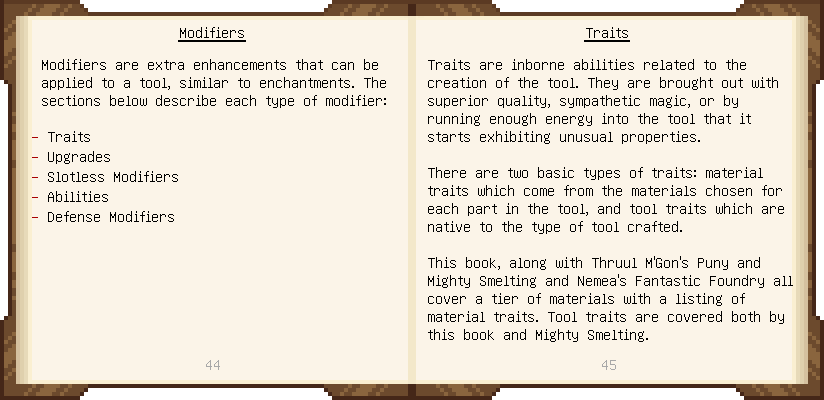 Modifiers
Modifiers are extra enhancements that can be
applied to a tool, similar to enchantments. The
sections below describe each type of modifier:
- Traits
- Upgrades
- Slotless Modifiers
- Abilities
- Defense Modifiers
44
Traits
Traits are inborne abilities related to the
creation of the tool. They are brought out with
superior quality, sympathetic magic, or by
running enough energy into the tool that it
starts exhibiting unusual properties.
There are two basic types of traits: material
traits which come from the materials chosen for
each part in the tool, and tool traits which are
native to the type of tool crafted.
This book, along with Thruul M'Gon's Puny and
Mighty Smelting and Nemea's Fantastic Foundry all
cover a tier of materials with a listing of
material traits. Tool traits are covered both by
this book and Mighty Smelting.
45